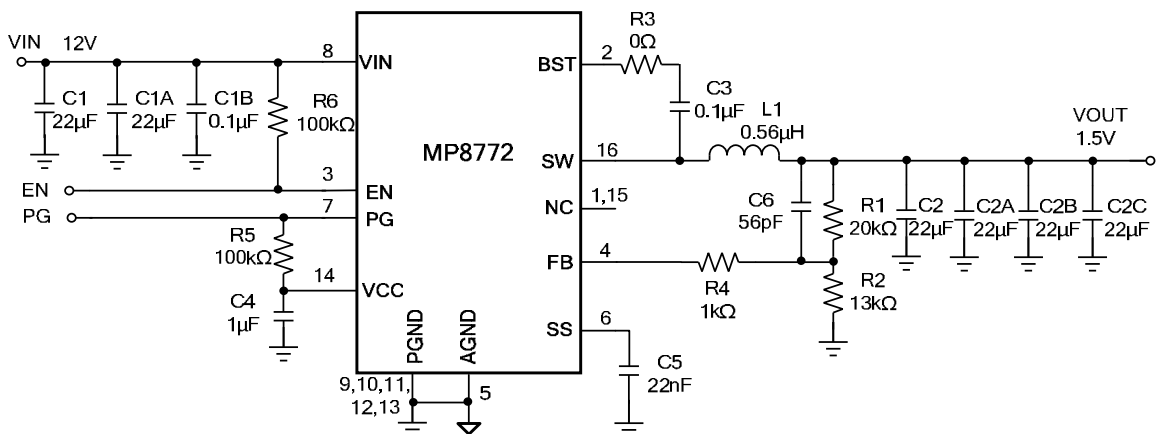 VIN 12V
C1
22µF
C1A
22µF
C1B
0.1µF
R6
100kΩ
8
VIN
EN
3
EN
PG
7
PG
R5
100kΩ
14
VCC
C4
1µF
MP8772
PGND
AGND
9,10,11,
12,13
5
BST
2
R3
0Ω
C3
0.1µF
L1
0.56µH
SW
16
NC
1,15
FB
4
R4
1kΩ
C6
56pF
R1
20kΩ
R2
13kΩ
SS
6
C5
22nF
C2
22µF
C2A
22µF
C2B
22µF
C2C
22µF
VOUT
1.5V